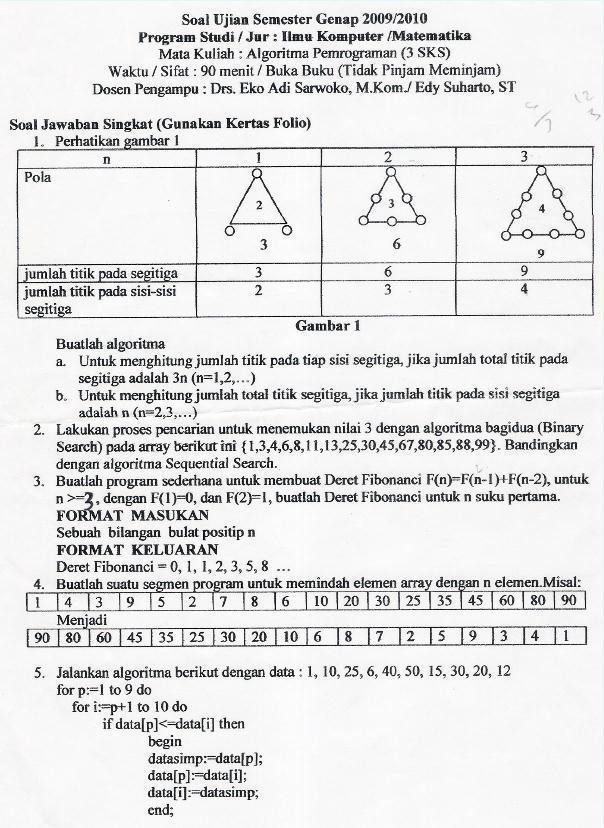 Soal Ujian Semester Genap 2009/2010
Program Studi / Jur : Ilmu Komputer /Matematika
Mata Kuliah : Algoritma Pemrograman (3 SKS)
Waktu / Sifat : 90 menit / Buka Buku (Tidak Pinjam Meminjam)
Dosen Pengampu : Drs. Eko Adi Sarwoko, M.Kom./ Edy Suharto, ST
Soal Jawaban Singkat (Gunakan Kertas Folio)
1. Perhatikan gambar 1
n 1 2 3
Pola
2 3 4
3 6 9
jumlah titik pada segitiga 3 6 9
jumlah titik pada sisi-sisi segitiga 2 3 4
Gambar 1
Buatlah algoritma
a. Untuk menghitung jumlah titik pada tiap sisi segitiga, jika jumlah total titik pada
segitiga adalah 3n (n=1,2,…)
b. Untuk menghitung jumlah total titik segitiga, jika jumlah titik pada sisi segitiga
adalah n (n=2,3,…)
2. Lakukan proses pencarian untuk menemukan nilai 3 dengan algoritma bagidua (Binary
Search) pada array berikut ini {1,3,4,6,8,11,13,25,30,45,67,80,85,88,99}. Bandingkan
dengan algoritma Sequential Search.
3. Buatlah program sederhana untuk membuat Deret Fibonanci F(n)=F(n-1)+F(n-2), untuk
n >=3, dengan F(1)=0, dan F(2)=1, buatlah Deret Fibonanci untuk n suku pertama.
FORMAT MASUKAN
Sebuah bilangan bulat positip n
FORMAT KELUARAN
Deret Fibonanci = 0, 1, 1, 2, 3, 5, 8 …
4. Buatlah suatu segmen program untuk memindah elemen array dengan n elemen.Misal:
1 4 3 9 5 2 7 8 6 10 20 30 25 35 45 60 80 90
Menjadi
90 80 60 45 35 25 30 20 10 6 8 7 2 5 9 3 4 1
5. Jalankan algoritma berikut dengan data : 1, 10, 25, 6, 40, 50, 15, 30, 20, 12
for p:=1 to 9 do
for i:=p+1 to 10 do
if data[p]<=data[i] then
begin
datasimp:=data[p];
data[p]:=data[i];
data[i]:=datasimp;
end;